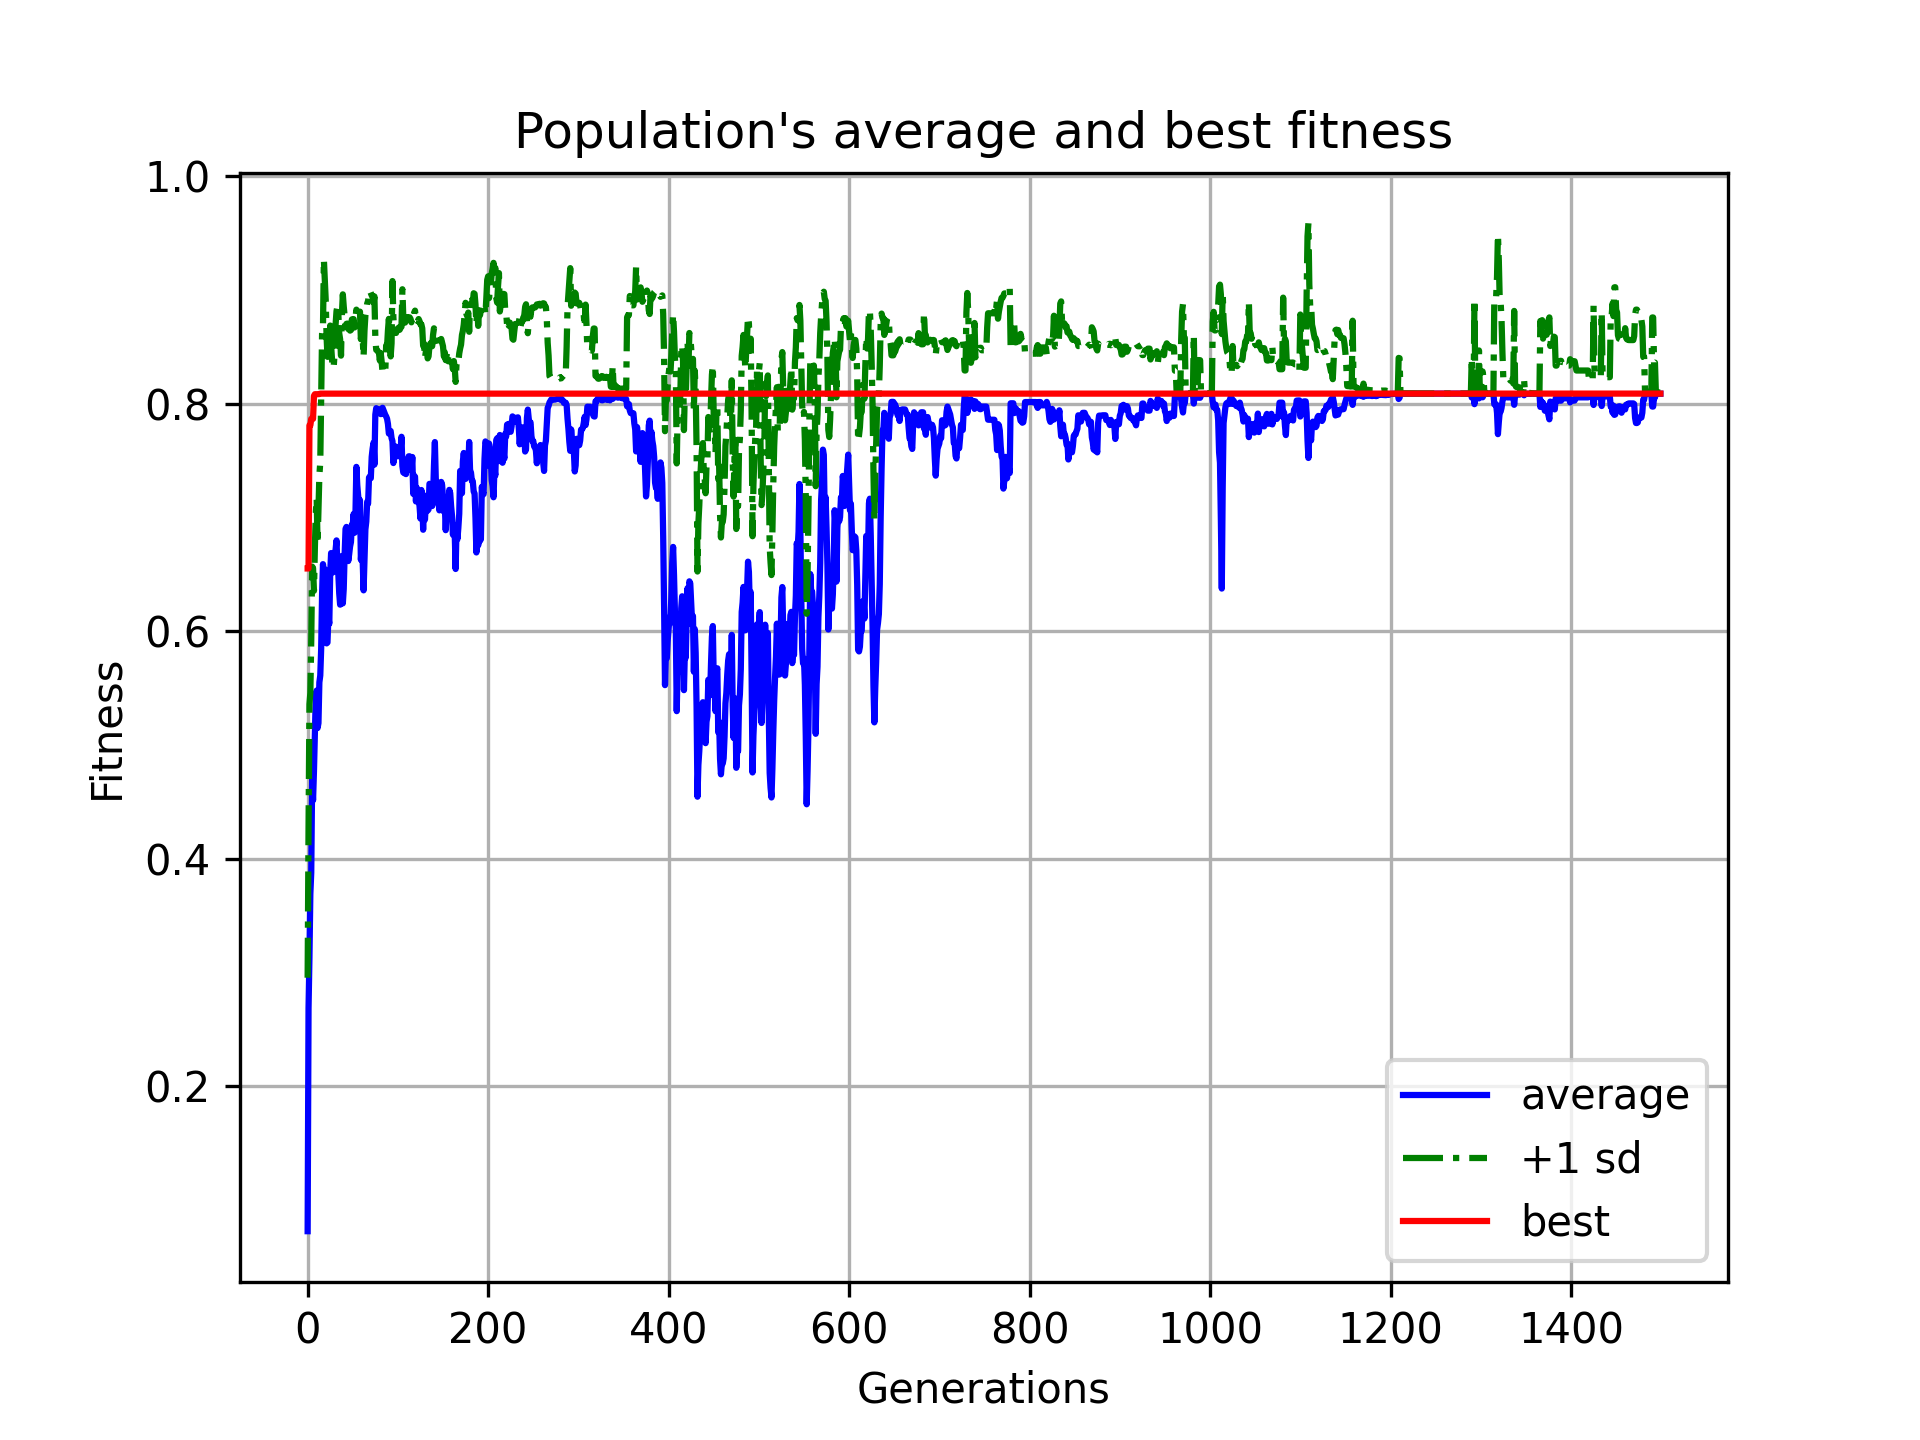 Population's average and best fitness
Fitness
1.0
0.8
0.6
0.4
0.2
0 200 400 600 800 1000 1200 1400
Generations
average
+1 sd
best